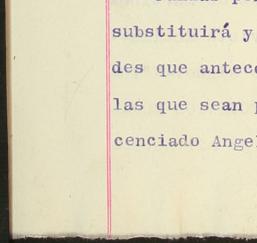 substituirá y
des que antece
las que sean p
cenciado Angel